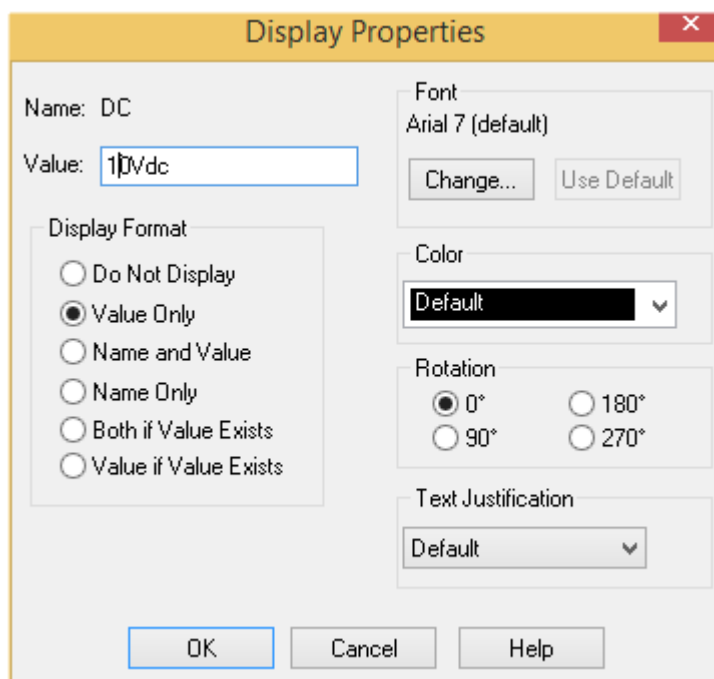 Display Properties
Name: DC
Value: 10Vdc
Display Format
Do Not Display
Value Only
Name and Value
Name Only
Both if Value Exists
Value if Value Exists
Font
Arial 7 (default)
Change...
Use Default
Color
Default
Rotation
0°
180°
90°
270°
Text Justification
Default
OK
Cancel
Help